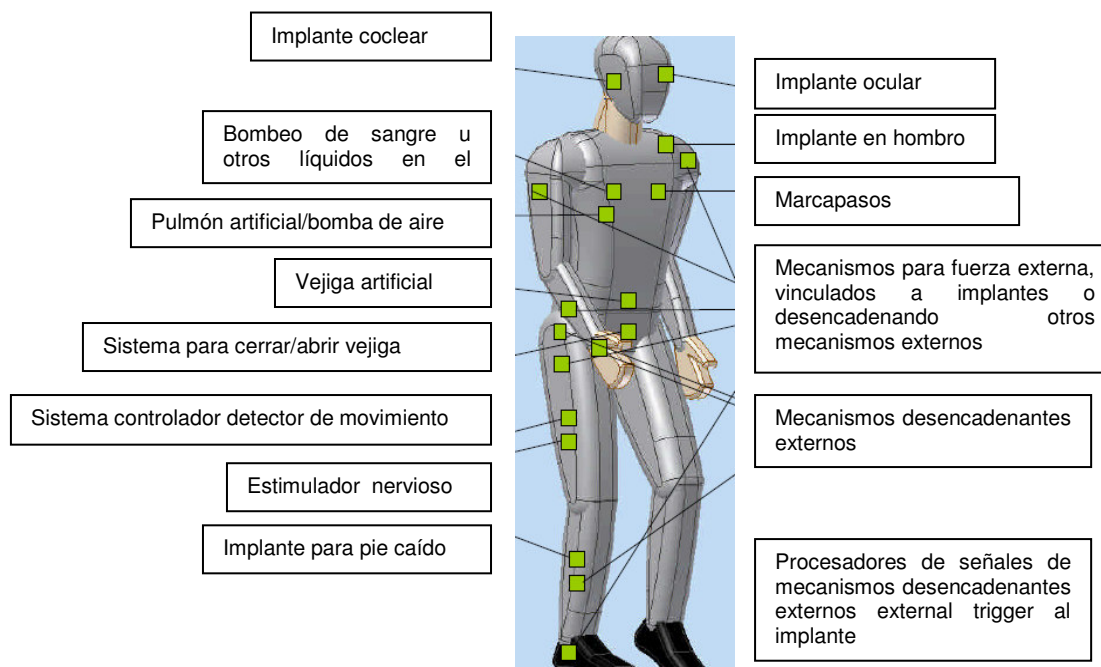 Implante coclear
Bombeo de sangre u
otros líquidos en el
Pulmón artificial/bomba de aire
Vejiga artificial
Sistema para cerrar/abrir vejiga
Sistema controlador detector de movimiento
Estimulador nervioso
Implante para pie caído
Implante ocular
Implante en hombro
Marcapasos
Mecanismos para fuerza externa,
vinculados a implantes o
desencadenando otros
mecanismos externos
Mecanismos desencadenantes
externos
Procesadores de señales de
mecanismos desencadenantes
externos external trigger al
implante